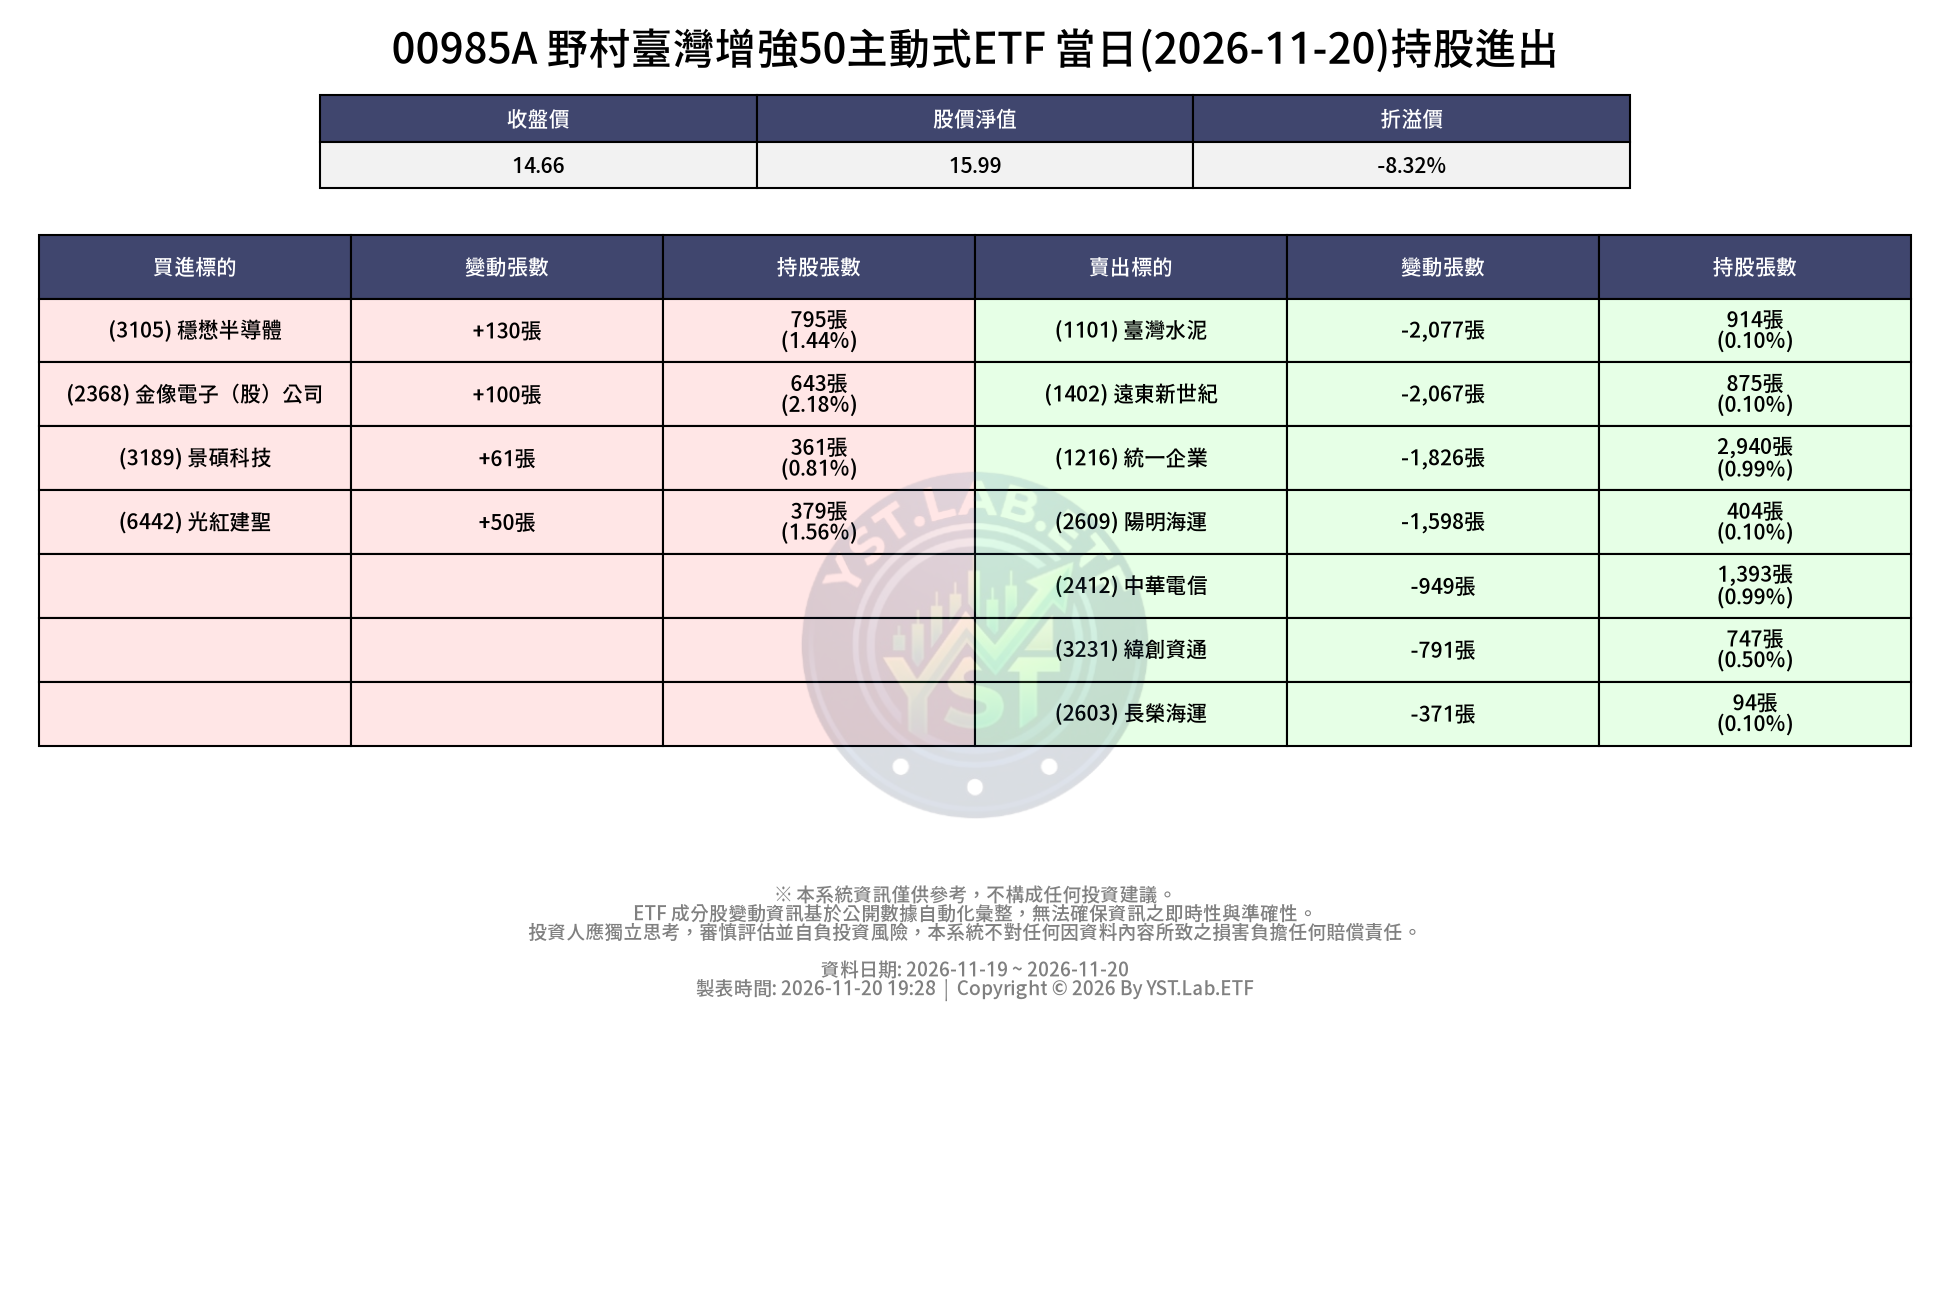 00985A 野村臺灣增強50主動式ETF 當日(2026-11-20)持股進出
收盤價 股價淨值 折溢價
14.66 15.99 -8.32%
買進標的 變動張數 持股張數 賣出標的 變動張數 持股張數
(3105) 穩懋半導體 +130張 795張 (1.44%) (1101) 臺灣水泥 -2,077張 914張 (0.10%)
(2368) 金像電子（股）公司 +100張 643張 (2.18%) (1402) 遠東新世紀 -2,067張 875張 (0.10%)
(3189) 景碩科技 +61張 361張 (0.81%) (1216) 統一企業 -1,826張 2,940張 (0.99%)
(6442) 光紅建聖 +50張 379張 (1.56%) (2609) 陽明海運 -1,598張 404張 (0.10%)
(2412) 中華電信 -949張 1,393張 (0.99%)
(3231) 緯創資通 -791張 747張 (0.50%)
(2603) 長榮海運 -371張 94張 (0.10%)
YST.LAB.ETF
YST
※ 本系統資訊僅供參考，不構成任何投資建議。
ETF 成分股變動資訊基於公開數據自動化彙整，無法確保資訊之即時性與準確性。
投資人應獨立思考，審慎評估並自負投資風險，本系統不對任何因資料內容所致之損害負擔任何賠償責任。
資料日期: 2026-11-19 ~ 2026-11-20
製表時間: 2026-11-20 19:28 | Copyright © 2026 By YST.Lab.ETF